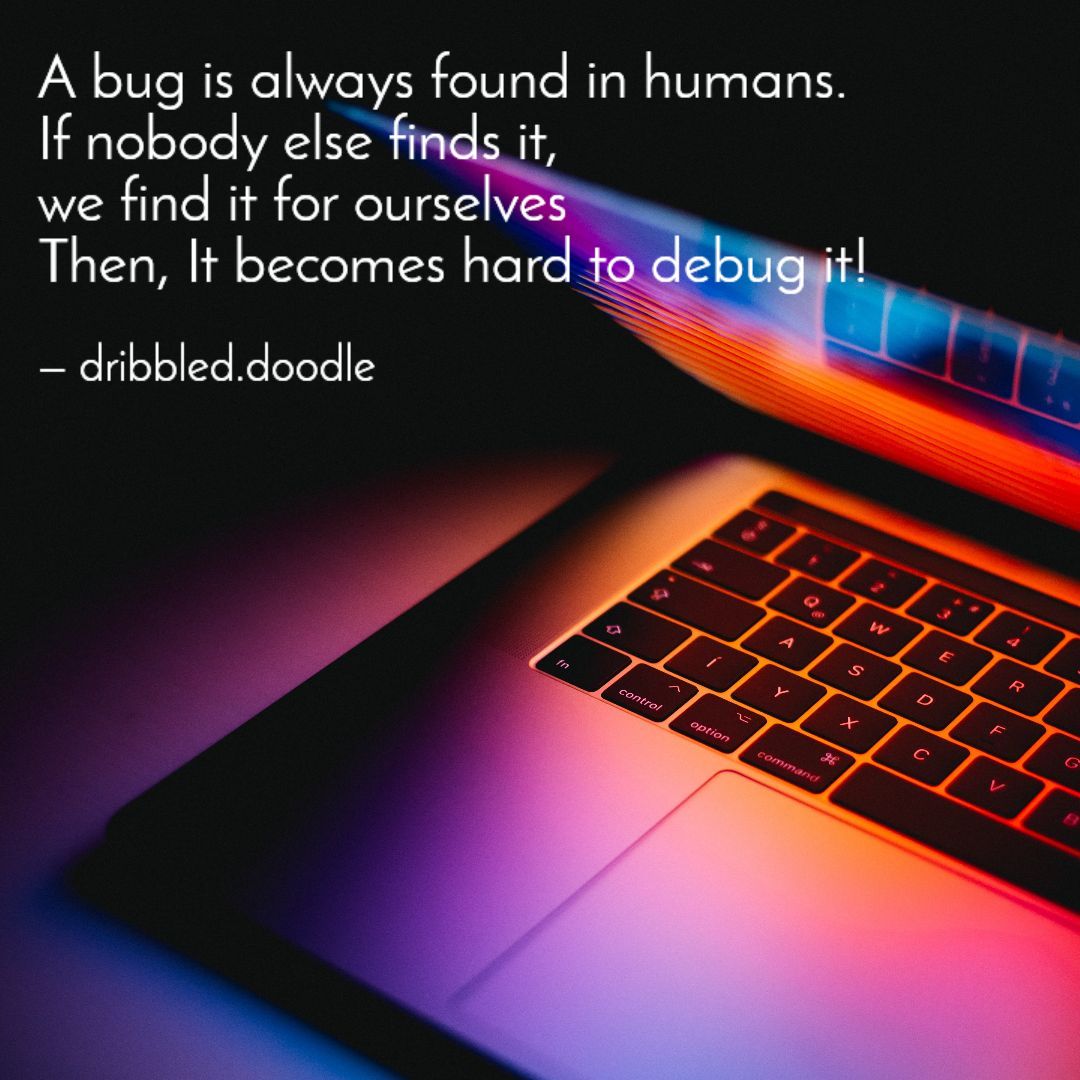 A bug is always found in humans.
If nobody else finds it,
we find it for ourselves
Then, It becomes hard to debug it!
– dribbled.doodle
1
2
3
4
Q
W
E
R
A
S
D
F
G
fn
Í
Y
X
C
V
B
control
option
command